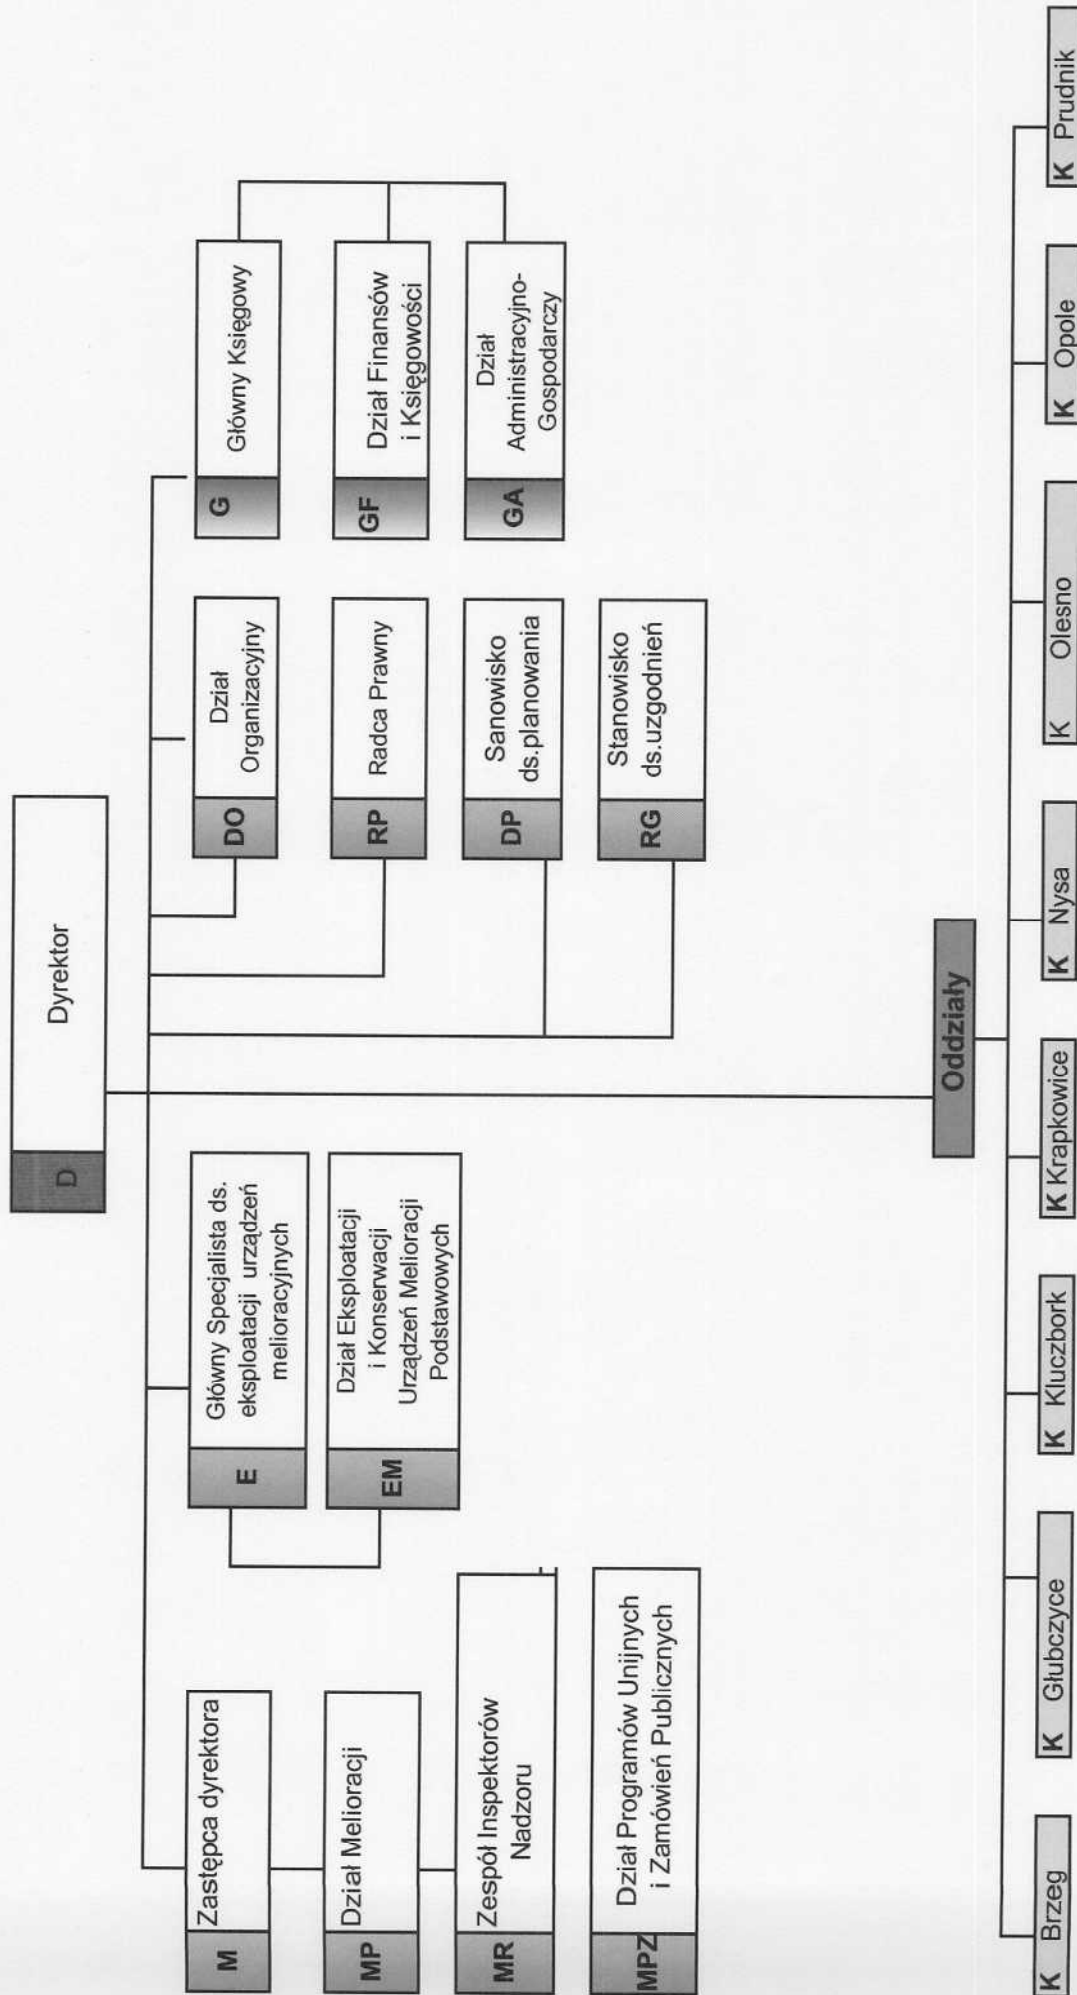 D
Dyrektor
M
Zastępca dyrektora
MP
Dział Melioracji
MR
Zespół Inspektorów
Nadzoru
MPZ
Dział Programów Unijnych
i Zamówień Publicznych
E
Główny Specjalista ds.
eksploatacji urządzeń
melioracyjnych
EM
Dział Eksploatacji
i Konserwacji
Urządzeń Melioracji
Podstawowych
DO
Dział
Organizacyjny
RP
Radca Prawny
DP
Sanowisko
ds.planowania
RG
Stanowisko
ds.uzgodnień
G
Główny Księgowy
GF
Dział Finansów
i Księgowości
GA
Dział
Administracyjno-
Gospodarczy
Oddziały
K Brzeg
K Głubczyce
K Kluczbork
K Krapkowice
K Nysa
K Olesno
K Opole
K Prudnik